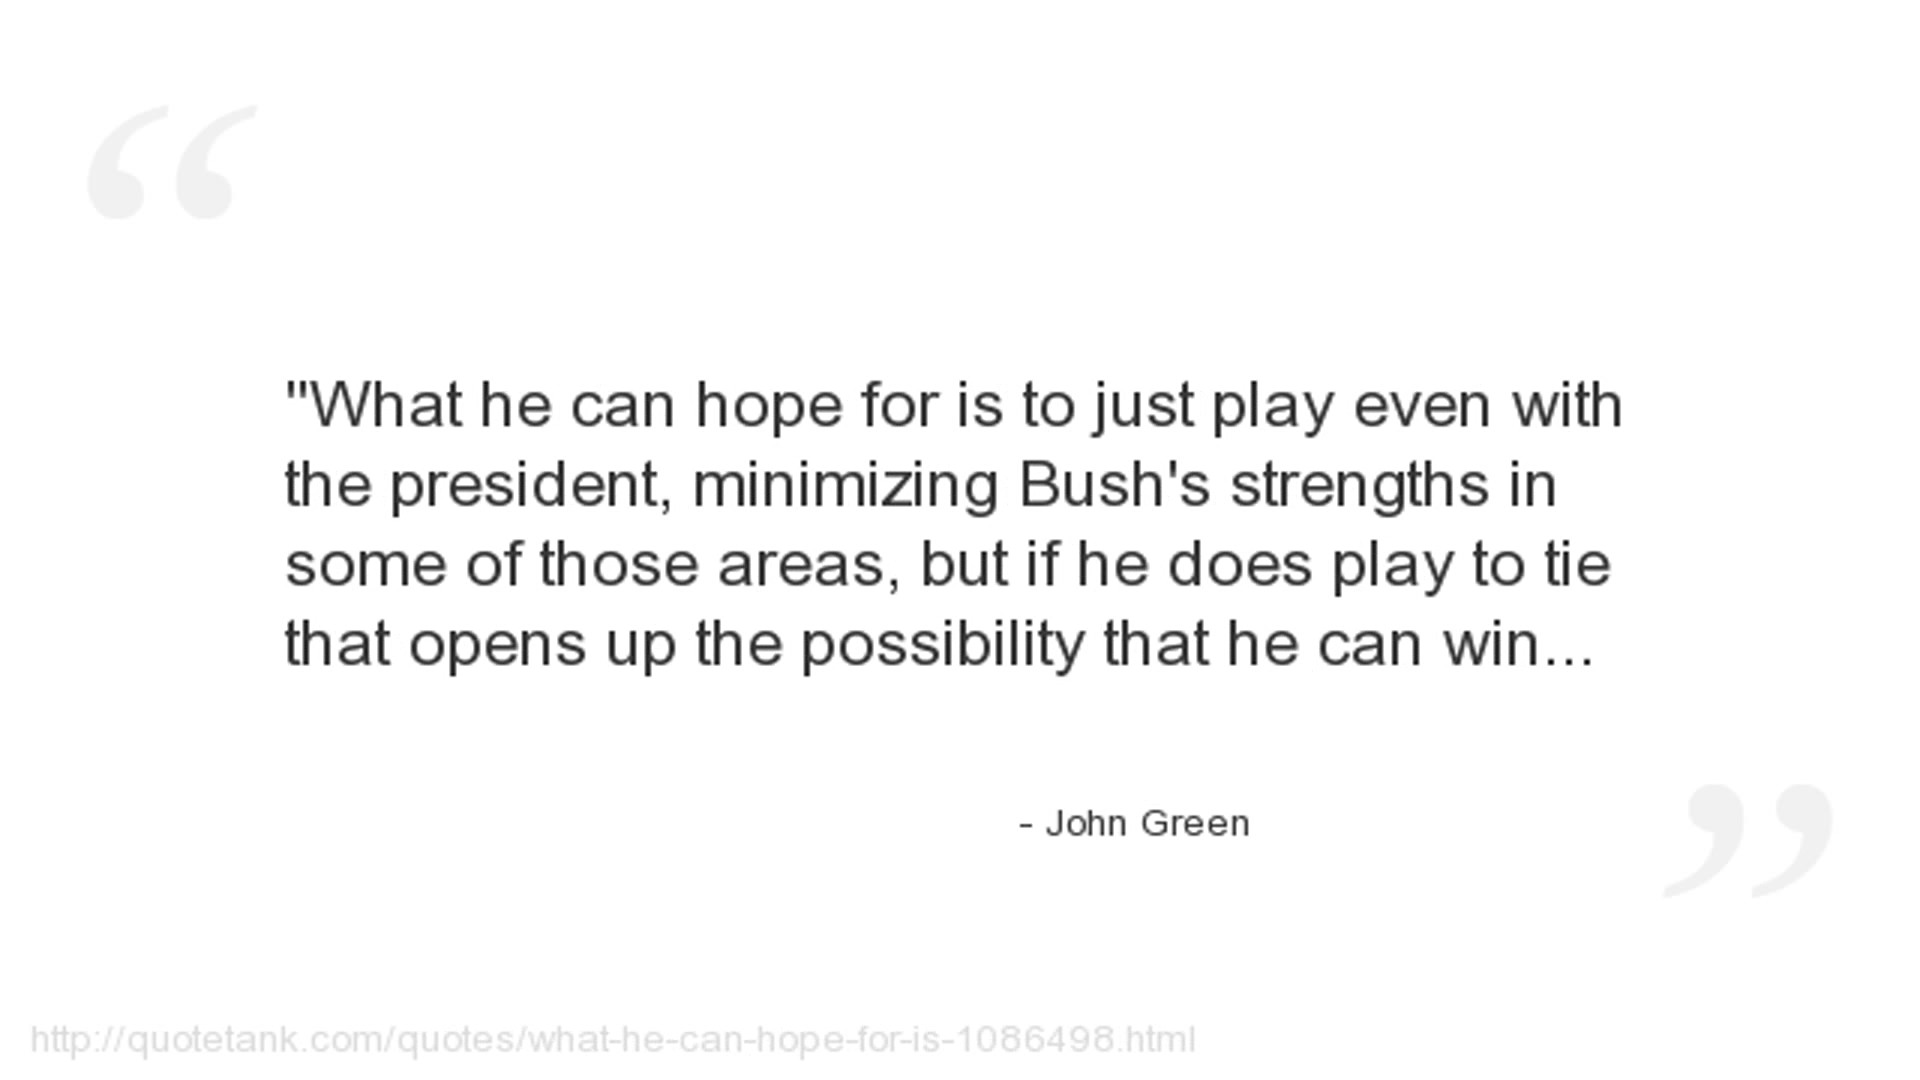 "What he can hope for is to just play even with
the president, minimizing Bush's strengths in
some of those areas, but if he does play to tie
that opens up the possibility that he can win...
- John Green
http://quotetank.com/quotes/what-he-can-hope-for-is-1086498.html